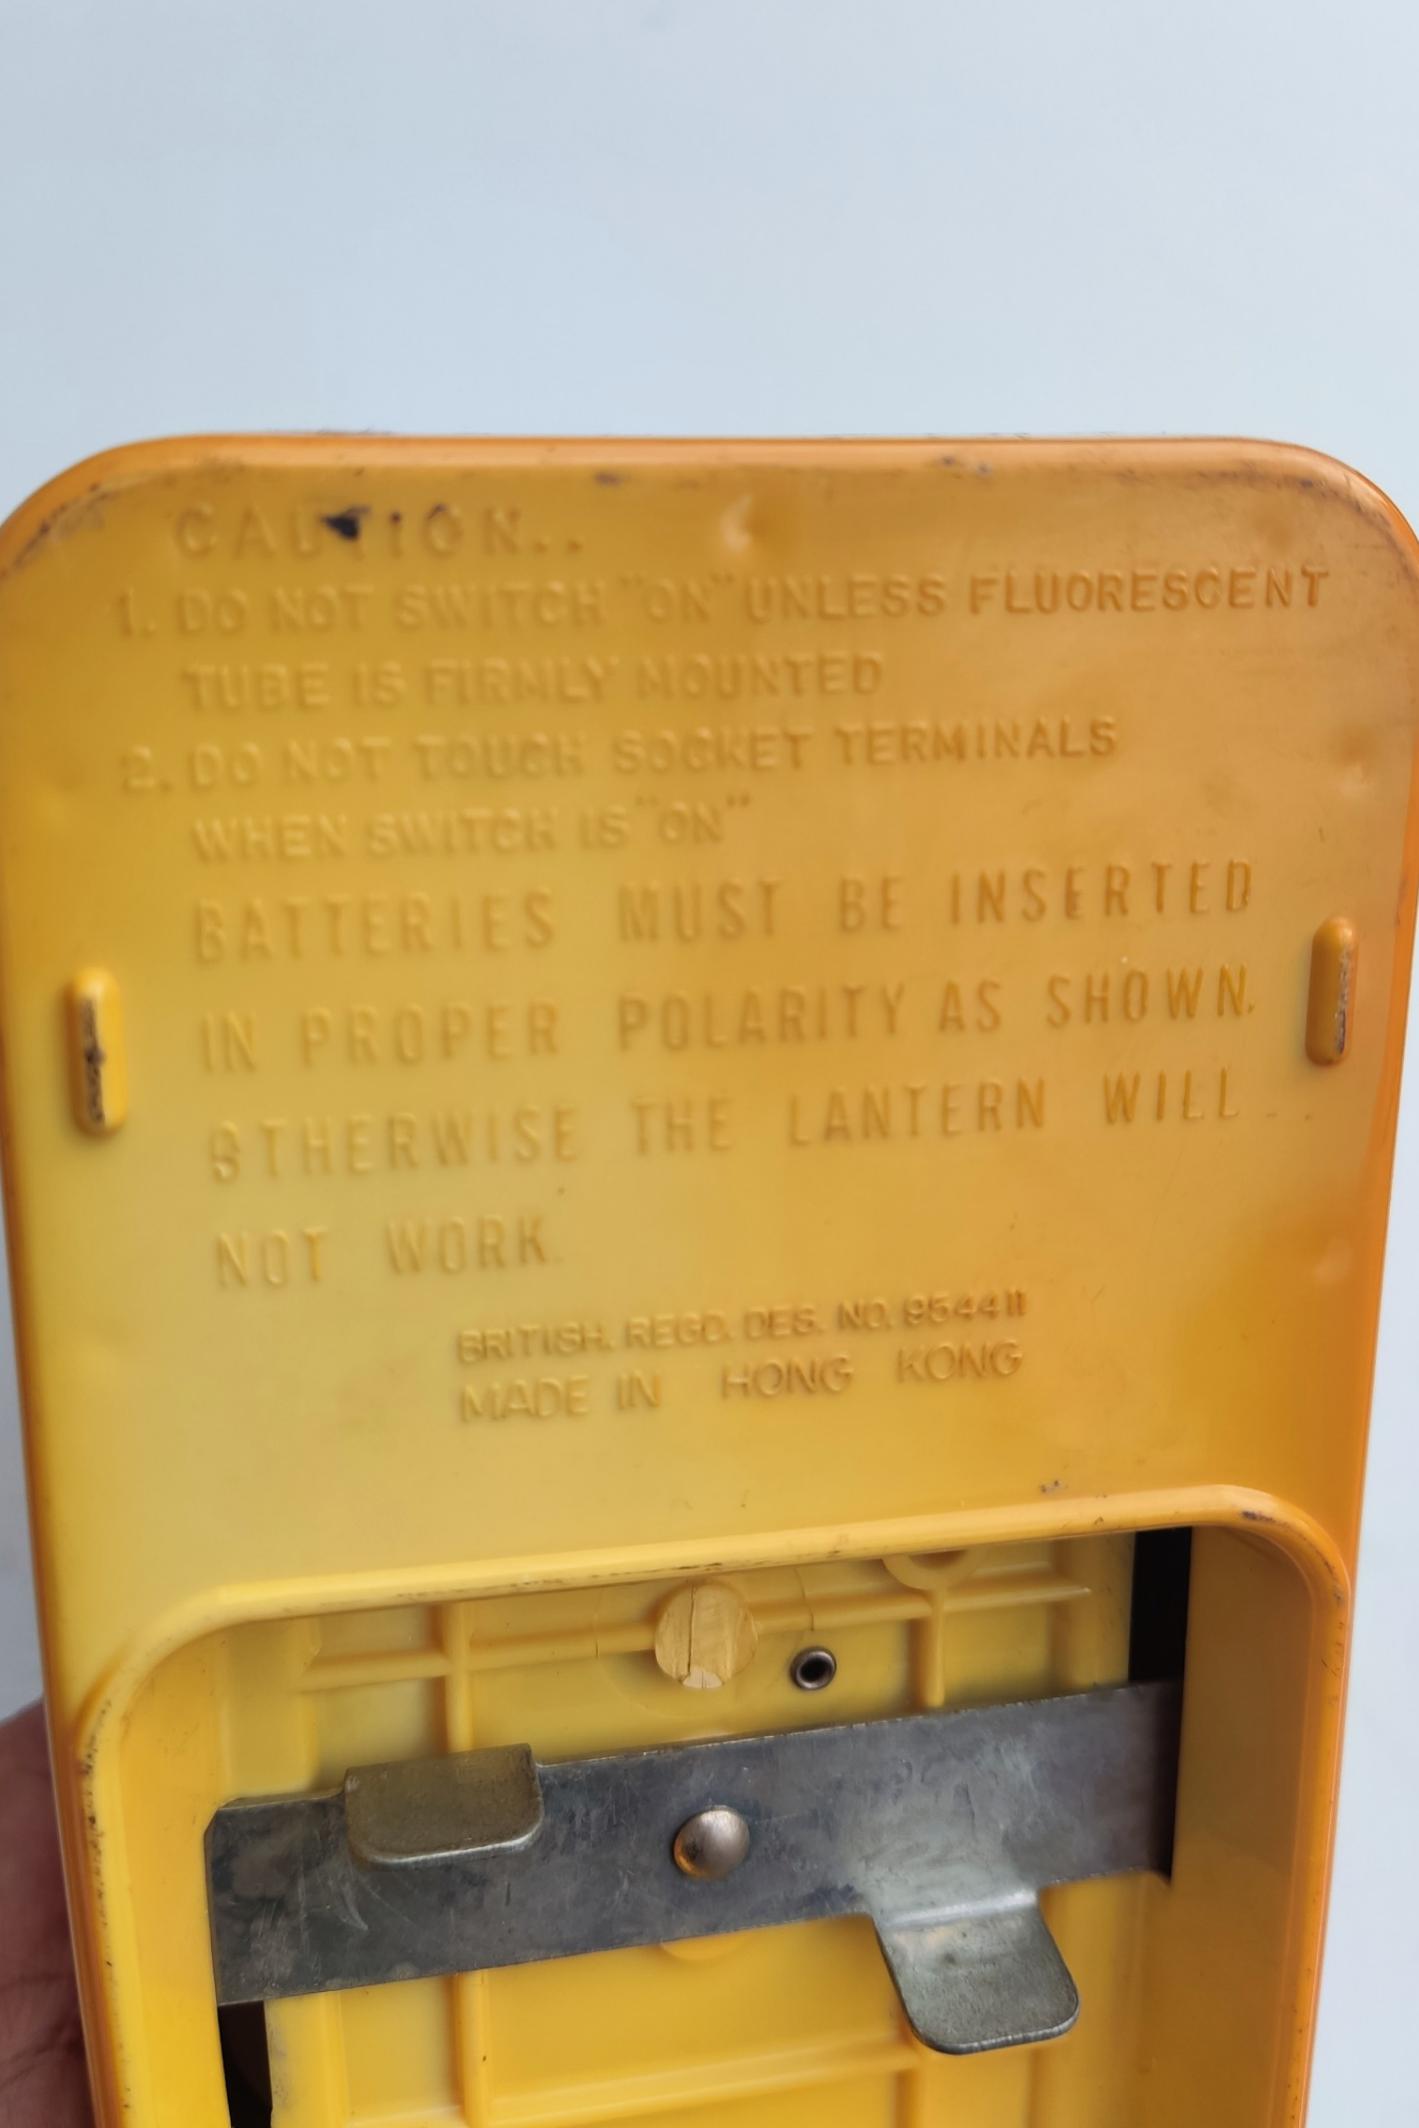 CAUTION..
1. DO NOT SWITCH "ON" UNLESS FLUORESCENT
TUBE IS FIRMLY MOUNTED
2. DO NOT TOUCH SOCKET TERMINALS
WHEN SWITCH IS "ON"
BATTERIES MUST BE INSERTED
IN PROPER POLARITY AS SHOWN.
OTHERWISE THE LANTERN WILL
NOT WORK.
BRITISH. REGD. DES. NO. 954411
MADE IN HONG KONG